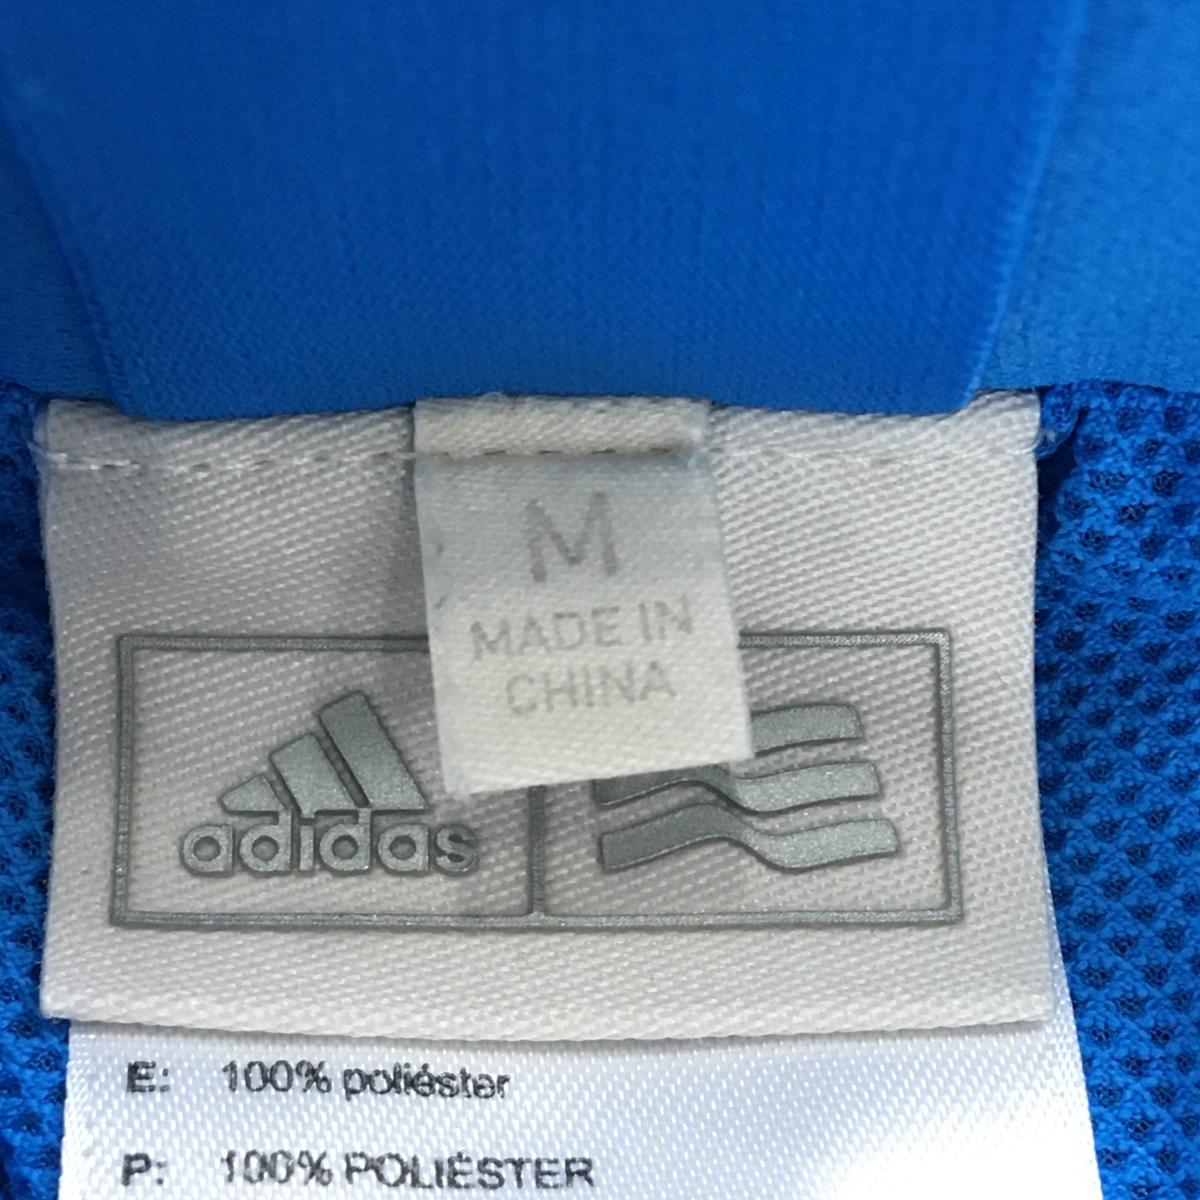 M
MADE IN
CHINA
adidas
E: 100% poliéster
P: 100% POLIÉSTER